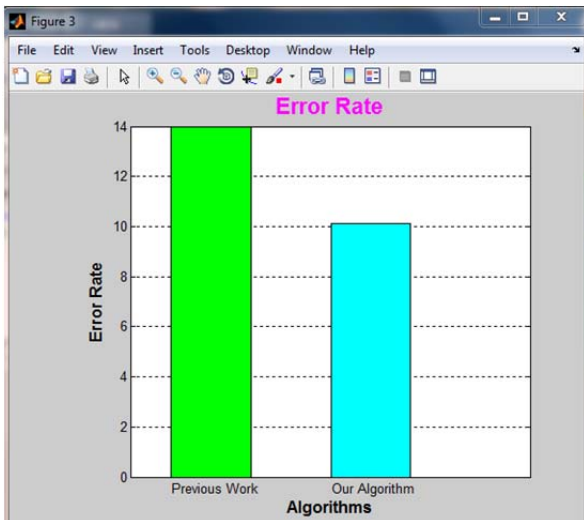 Figure 3
File Edit View Insert Tools Desktop Window Help
Error Rate
14
12
10
8
6
4
2
0
Error Rate
Previous Work Our Algorithm
Algorithms